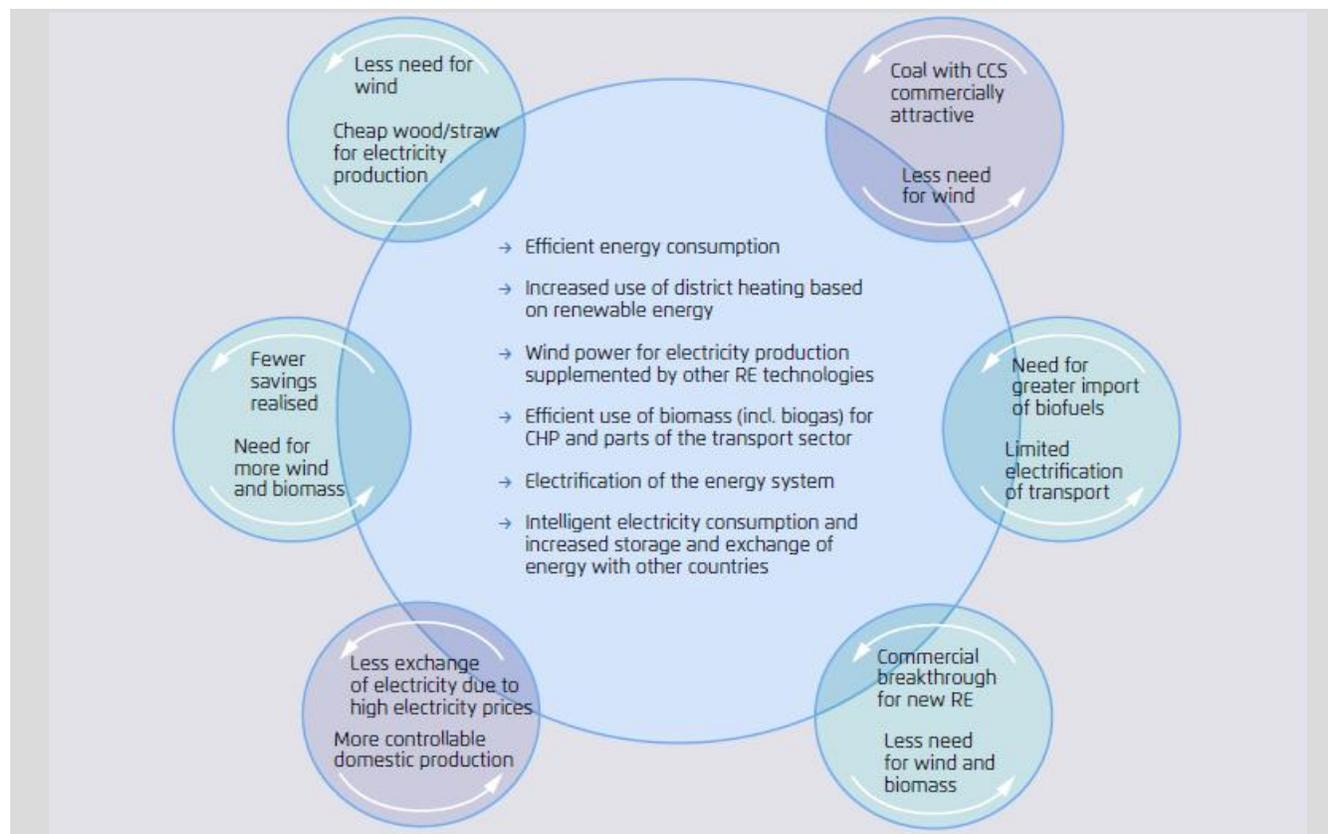 Less need for
wind
Cheap wood/straw
for electricity
production
Coal with CCS
commercially
attractive
Less need
for wind
→ Efficient energy consumption
→ Increased use of district heating based
on renewable energy
→ Wind power for electricity production
supplemented by other RE technologies
→ Efficient use of biomass (incl. biogas) for
CHP and parts of the transport sector
→ Electrification of the energy system
→ Intelligent electricity consumption and
increased storage and exchange of
energy with other countries
Fewer
savings
realised
Need for
more wind
and biomass
Need for
greater import
of biofuels
Limited
electrification
of transport
Less exchange
of electricity due to
high electricity prices
More controllable
domestic production
Commercial
breakthrough
for new RE
Less need
for wind and
biomass